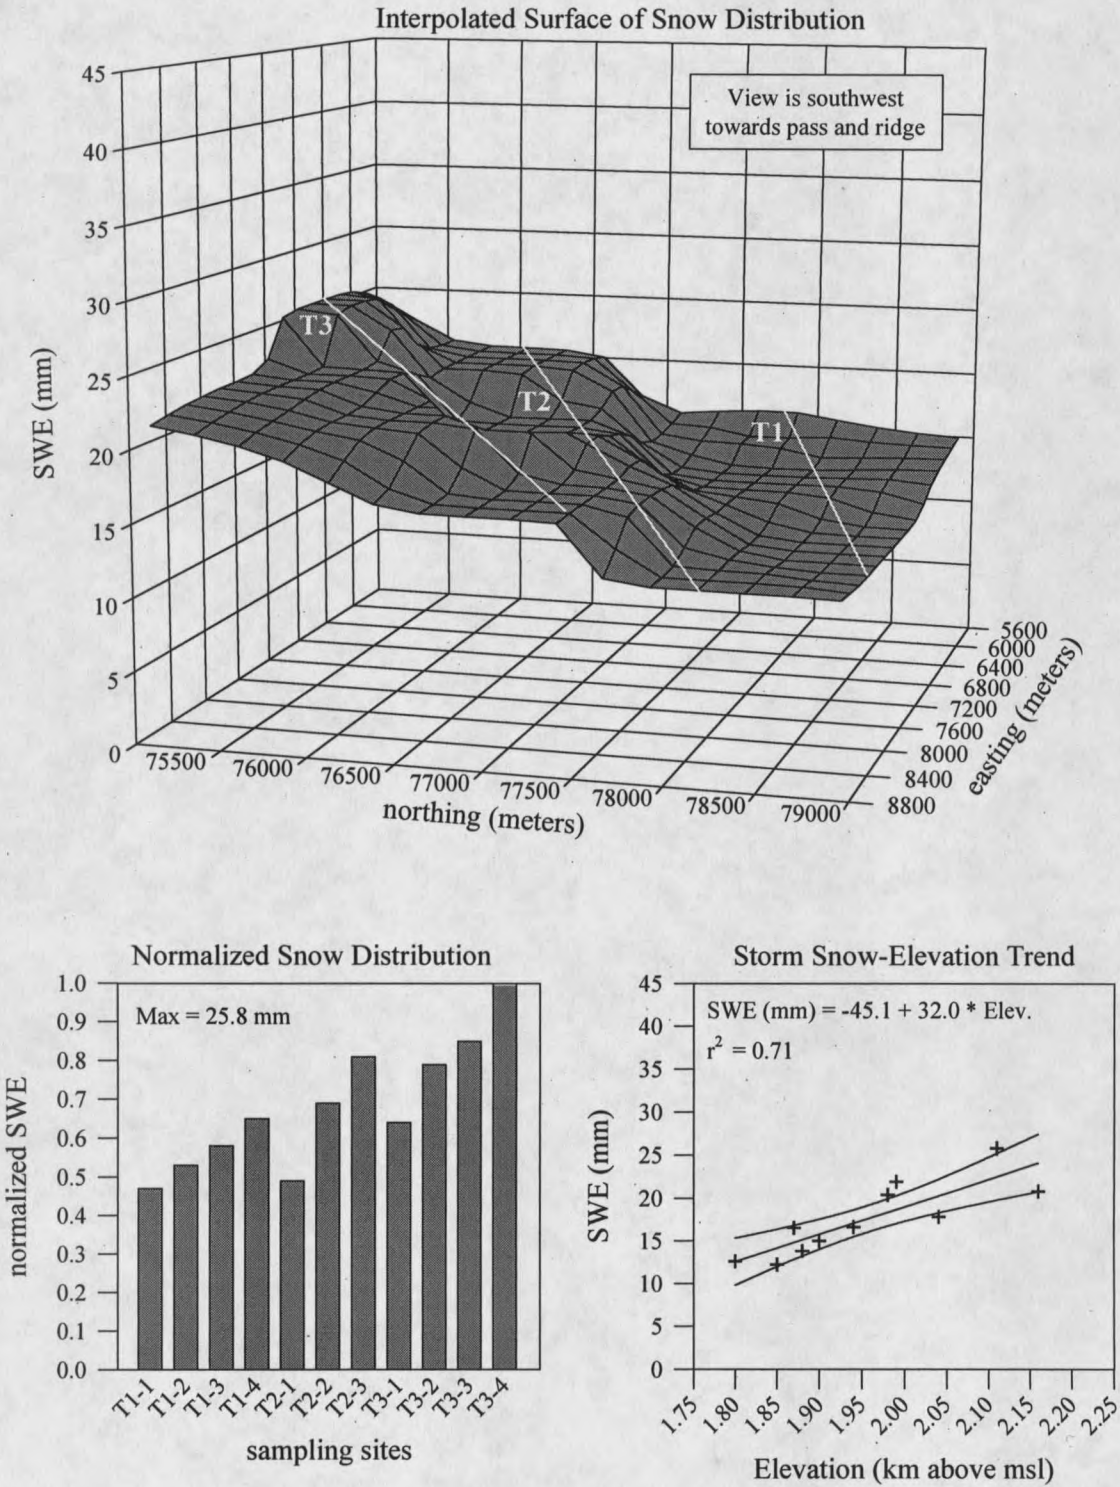 Interpolated Surface of Snow Distribution
View is southwest
towards pass and ridge
SWE (mm)
45
40
35
30
25
20
15
10
5
0
T3
T2
T1
75500
76000
76500
77000
77500
78000
78500
79000
northing (meters)
5600
6000
6400
6800
7200
7600
8000
8400
8800
easting (meters)
Normalized Snow Distribution
Max = 25.8 mm
normalized SWE
1.0
0.9
0.8
0.7
0.6
0.5
0.4
0.3
0.2
0.1
0.0
T1-1
T1-2
T1-3
T1-4
T2-1
T2-2
T2-3
T3-1
T3-2
T3-3
T3-4
sampling sites
Storm Snow-Elevation Trend
SWE (mm) = -45.1 + 32.0 * Elev.
r² = 0.71
SWE (mm)
45
40
35
30
25
20
15
10
5
0
1.75
1.80
1.85
1.90
1.95
2.00
2.05
2.10
2.15
2.20
2.25
Elevation (km above msl)